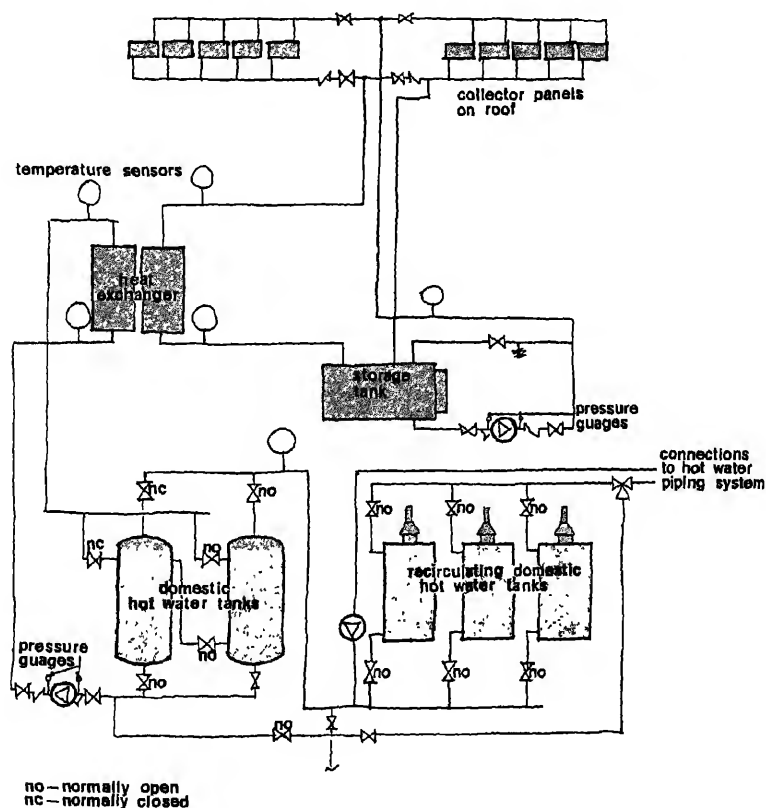 collector panels
on roof
temperature sensors
heat
exchanger
storage
tank
pressure
guages
connections
to hot water
piping system
nc
no
no
no
no
nc
no
domestic
hot water tanks
recirculating domestic
hot water
tanks
no
pressure
guages
no
no
no
no
no
no—normally open
nc—normally closed